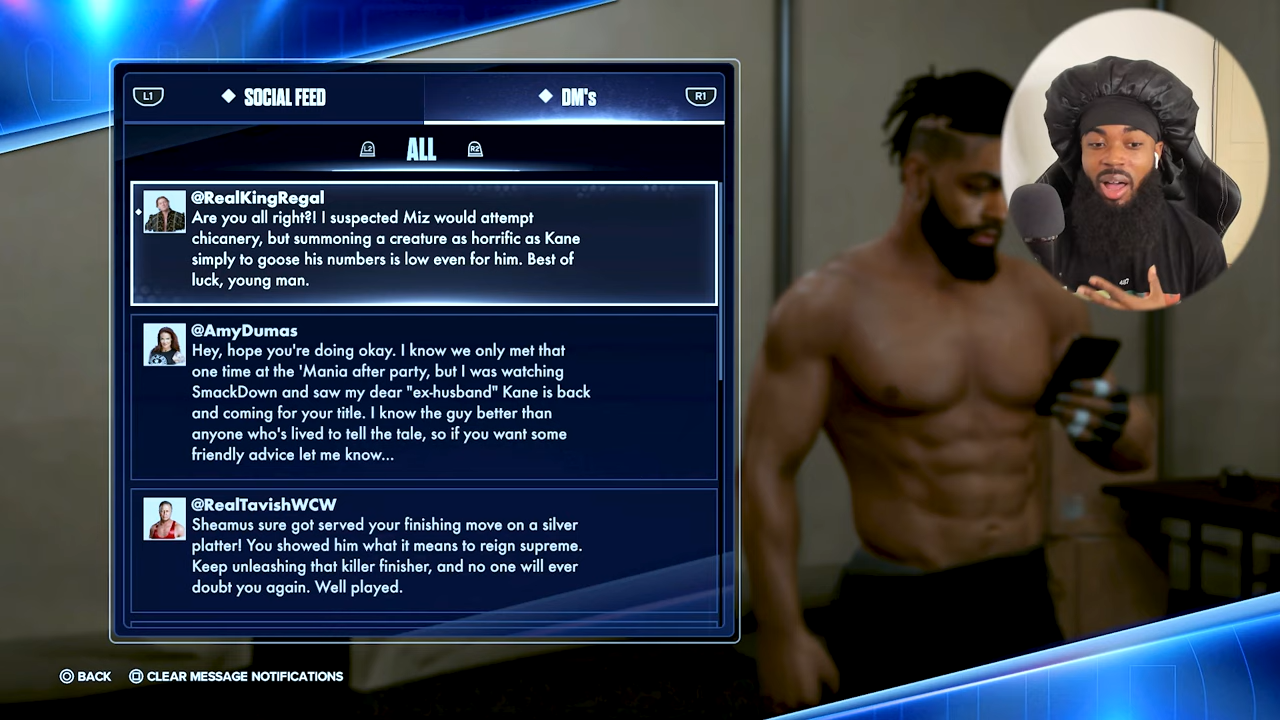 L1
SOCIAL FEED
DM's
R1
L2
ALL
R2
@RealKingRegal
Are you all right?! I suspected Miz would attempt
chicanery, but summoning a creature as horrific as Kane
simply to goose his numbers is low even for him. Best of
luck, young man.
@AmyDumas
Hey, hope you're doing okay. I know we only met that
one time at the 'Mania after party, but I was watching
SmackDown and saw my dear "ex-husband" Kane is back
and coming for your title. I know the guy better than
anyone who's lived to tell the tale, so if you want some
friendly advice let me know...
@RealTavishWCW
Sheamus sure got served your finishing move on a silver
platter! You showed him what it means to reign supreme.
Keep unleashing that killer finisher, and no one will ever
doubt you again. Well played.
BACK
CLEAR MESSAGE NOTIFICATIONS